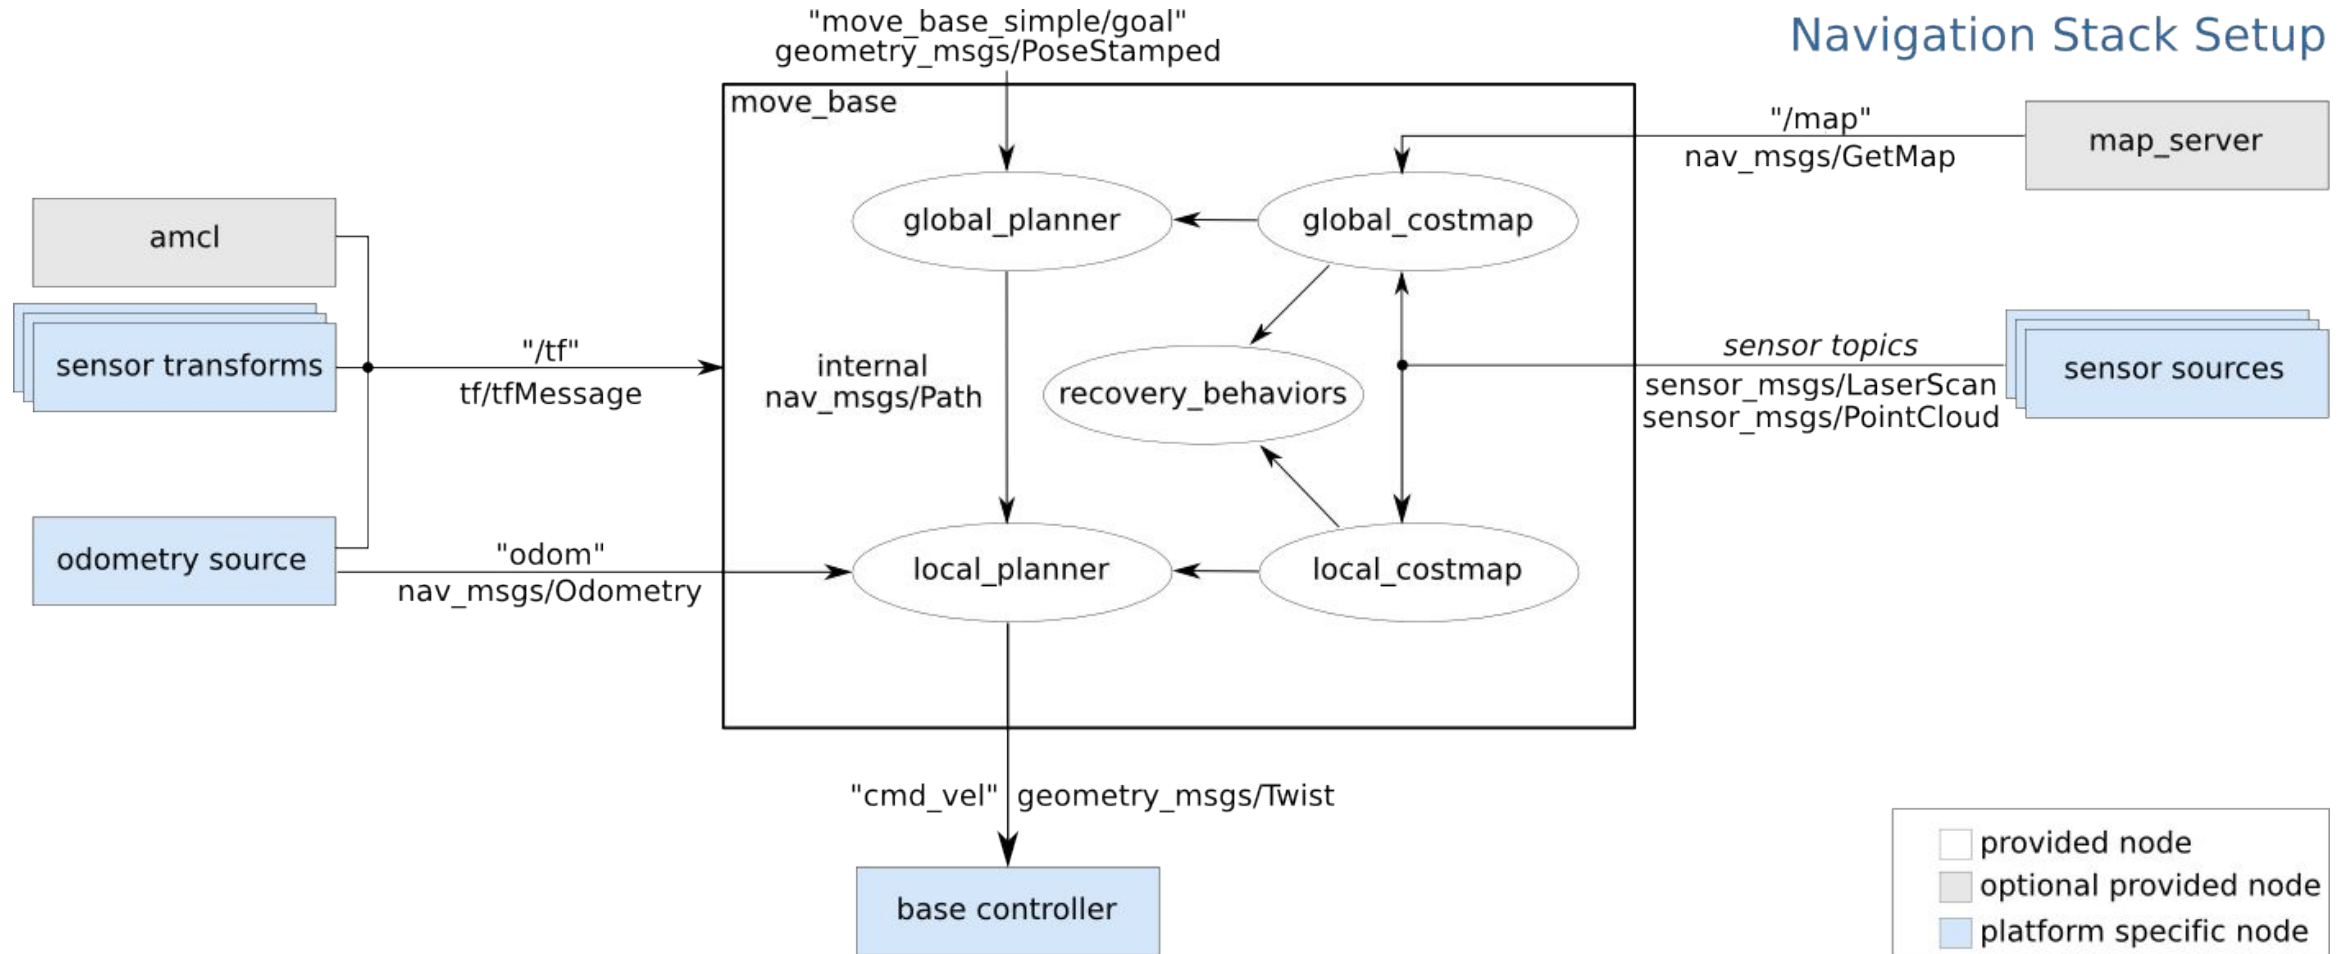 "move_base_simple/goal"
geometry_msgs/PoseStamped
Navigation Stack Setup
move_base
"/map"
nav_msgs/GetMap
map_server
global_planner
global_costmap
amcl
sensor transforms
"/tf"
tf/tfMessage
internal
nav_msgs/Path
recovery_behaviors
sensor topics
sensor_msgs/LaserScan
sensor_msgs/PointCloud
sensor sources
odometry source
"odom"
nav_msgs/Odometry
local_planner
local_costmap
"cmd_vel" geometry_msgs/Twist
base controller
provided node
optional provided node
platform specific node